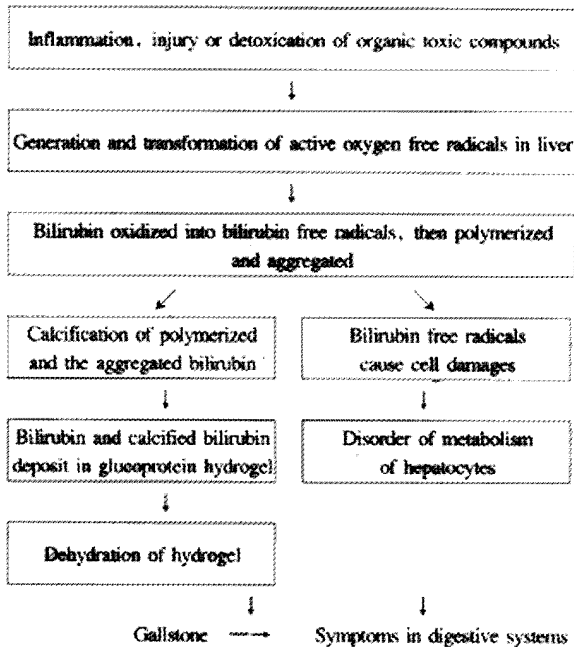 Inflammation, injury or detoxication of organic toxic compounds
Generation and transformation of active oxygen free radicals in liver
Bilirubin oxidized into bilirubin free radicals, then polymerized
and aggregated
Calcification of polymerized
and the aggregated bilirubin
Bilirubin free radicals
cause cell damages
Bilirubin and calcified bilirubin
deposit in glucoprotein hydrogel
Disorder of metabolism
of hepatocytes
Dehydration of hydrogel
Gallstone
Symptoms in digestive systems